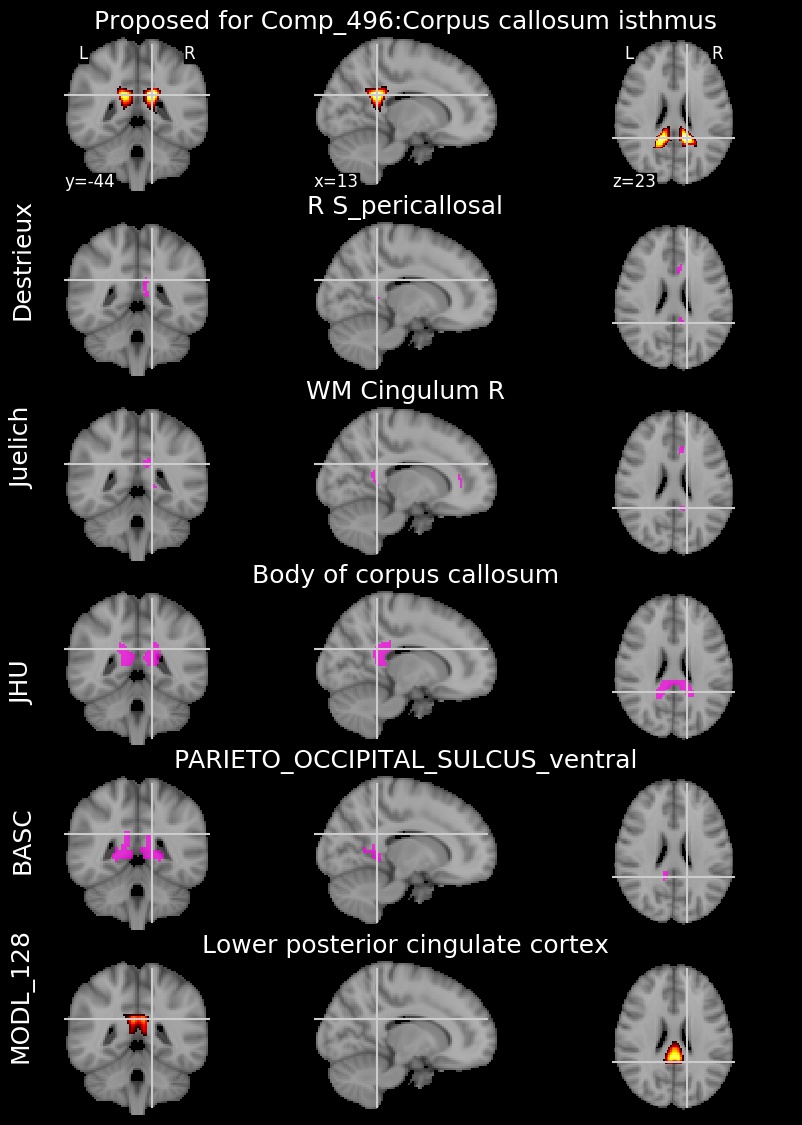 Proposed for Comp_496:Corpus callosum isthmus
L R
L R
y=-44
x=13
z=23
Destrieux
R S_pericallosal
Juelich
WM Cingulum R
JHU
Body of corpus callosum
BASC
PARIETO_OCCIPITAL_SULCUS_ventral
MODL_128
Lower posterior cingulate cortex